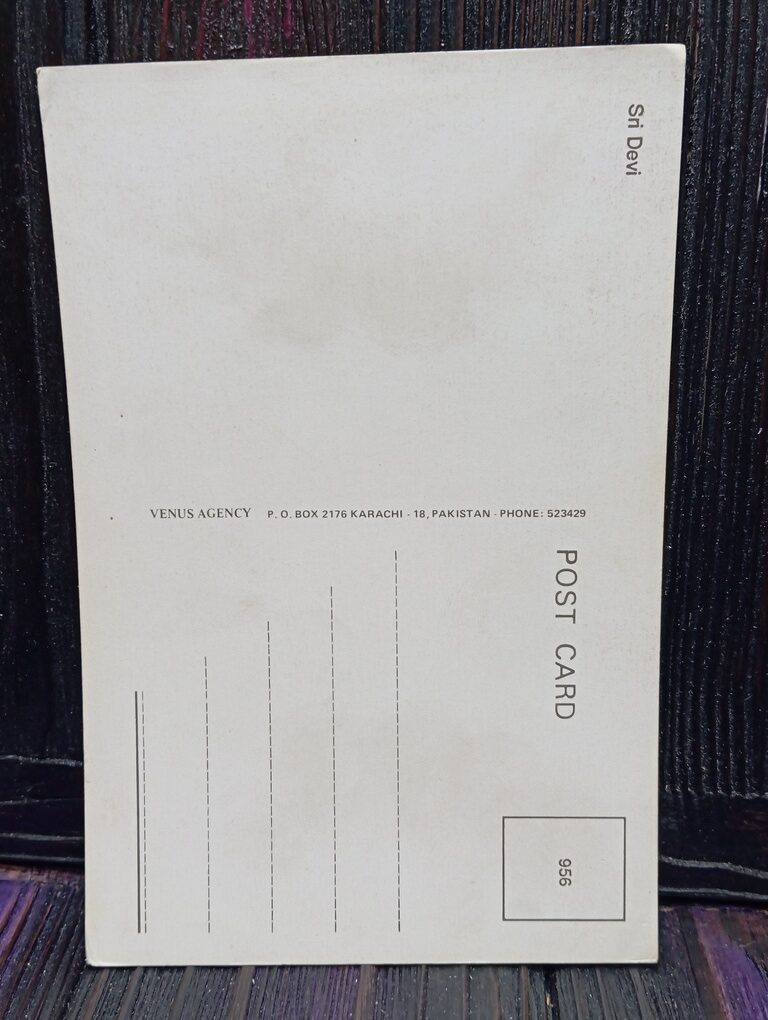 Sri Devi
VENUS AGENCY P. O. BOX 2176 KARACHI - 18, PAKISTAN - PHONE: 523429
POST CARD
956